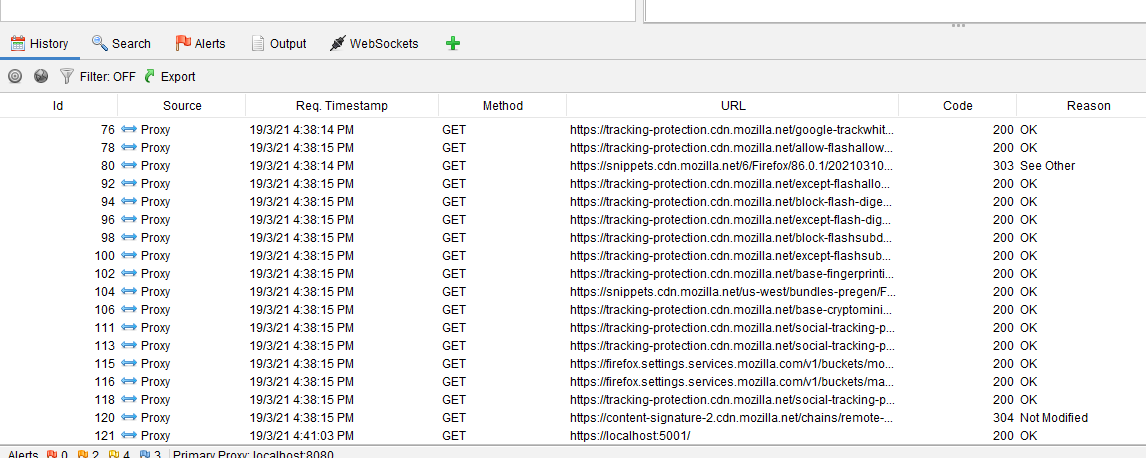 History Search Alerts Output WebSockets
Filter: OFF Export
Id Source Req. Timestamp Method URL Code Reason
76 Proxy 19/3/21 4:38:14 PM GET https://tracking-protection.cdn.mozilla.net/google-trackwhit... 200 OK
78 Proxy 19/3/21 4:38:15 PM GET https://tracking-protection.cdn.mozilla.net/allow-flashallow... 200 OK
80 Proxy 19/3/21 4:38:14 PM GET https://snippets.cdn.mozilla.net/6/Firefox/86.0.1/20210310... 303 See Other
92 Proxy 19/3/21 4:38:15 PM GET https://tracking-protection.cdn.mozilla.net/except-flashallo... 200 OK
94 Proxy 19/3/21 4:38:15 PM GET https://tracking-protection.cdn.mozilla.net/block-flash-dige... 200 OK
96 Proxy 19/3/21 4:38:15 PM GET https://tracking-protection.cdn.mozilla.net/except-flash-dig... 200 OK
98 Proxy 19/3/21 4:38:15 PM GET https://tracking-protection.cdn.mozilla.net/block-flashsubd... 200 OK
100 Proxy 19/3/21 4:38:15 PM GET https://tracking-protection.cdn.mozilla.net/except-flashsub... 200 OK
102 Proxy 19/3/21 4:38:15 PM GET https://tracking-protection.cdn.mozilla.net/base-fingerprinti... 200 OK
104 Proxy 19/3/21 4:38:15 PM GET https://snippets.cdn.mozilla.net/us-west/bundles-pregen/F... 200 OK
106 Proxy 19/3/21 4:38:15 PM GET https://tracking-protection.cdn.mozilla.net/base-cryptomini... 200 OK
111 Proxy 19/3/21 4:38:15 PM GET https://tracking-protection.cdn.mozilla.net/social-tracking-p... 200 OK
113 Proxy 19/3/21 4:38:15 PM GET https://tracking-protection.cdn.mozilla.net/social-tracking-p... 200 OK
115 Proxy 19/3/21 4:38:15 PM GET https://firefox.settings.services.mozilla.com/v1/buckets/mo... 200 OK
116 Proxy 19/3/21 4:38:15 PM GET https://firefox.settings.services.mozilla.com/v1/buckets/ma... 200 OK
118 Proxy 19/3/21 4:38:15 PM GET https://tracking-protection.cdn.mozilla.net/social-tracking-p... 200 OK
120 Proxy 19/3/21 4:38:15 PM GET https://content-signature-2.cdn.mozilla.net/chains/remote-... 304 Not Modified
121 Proxy 19/3/21 4:41:03 PM GET https://localhost:5001/ 200 OK
Alerts 0 2 4 3 Primary Proxy: localhost:8080